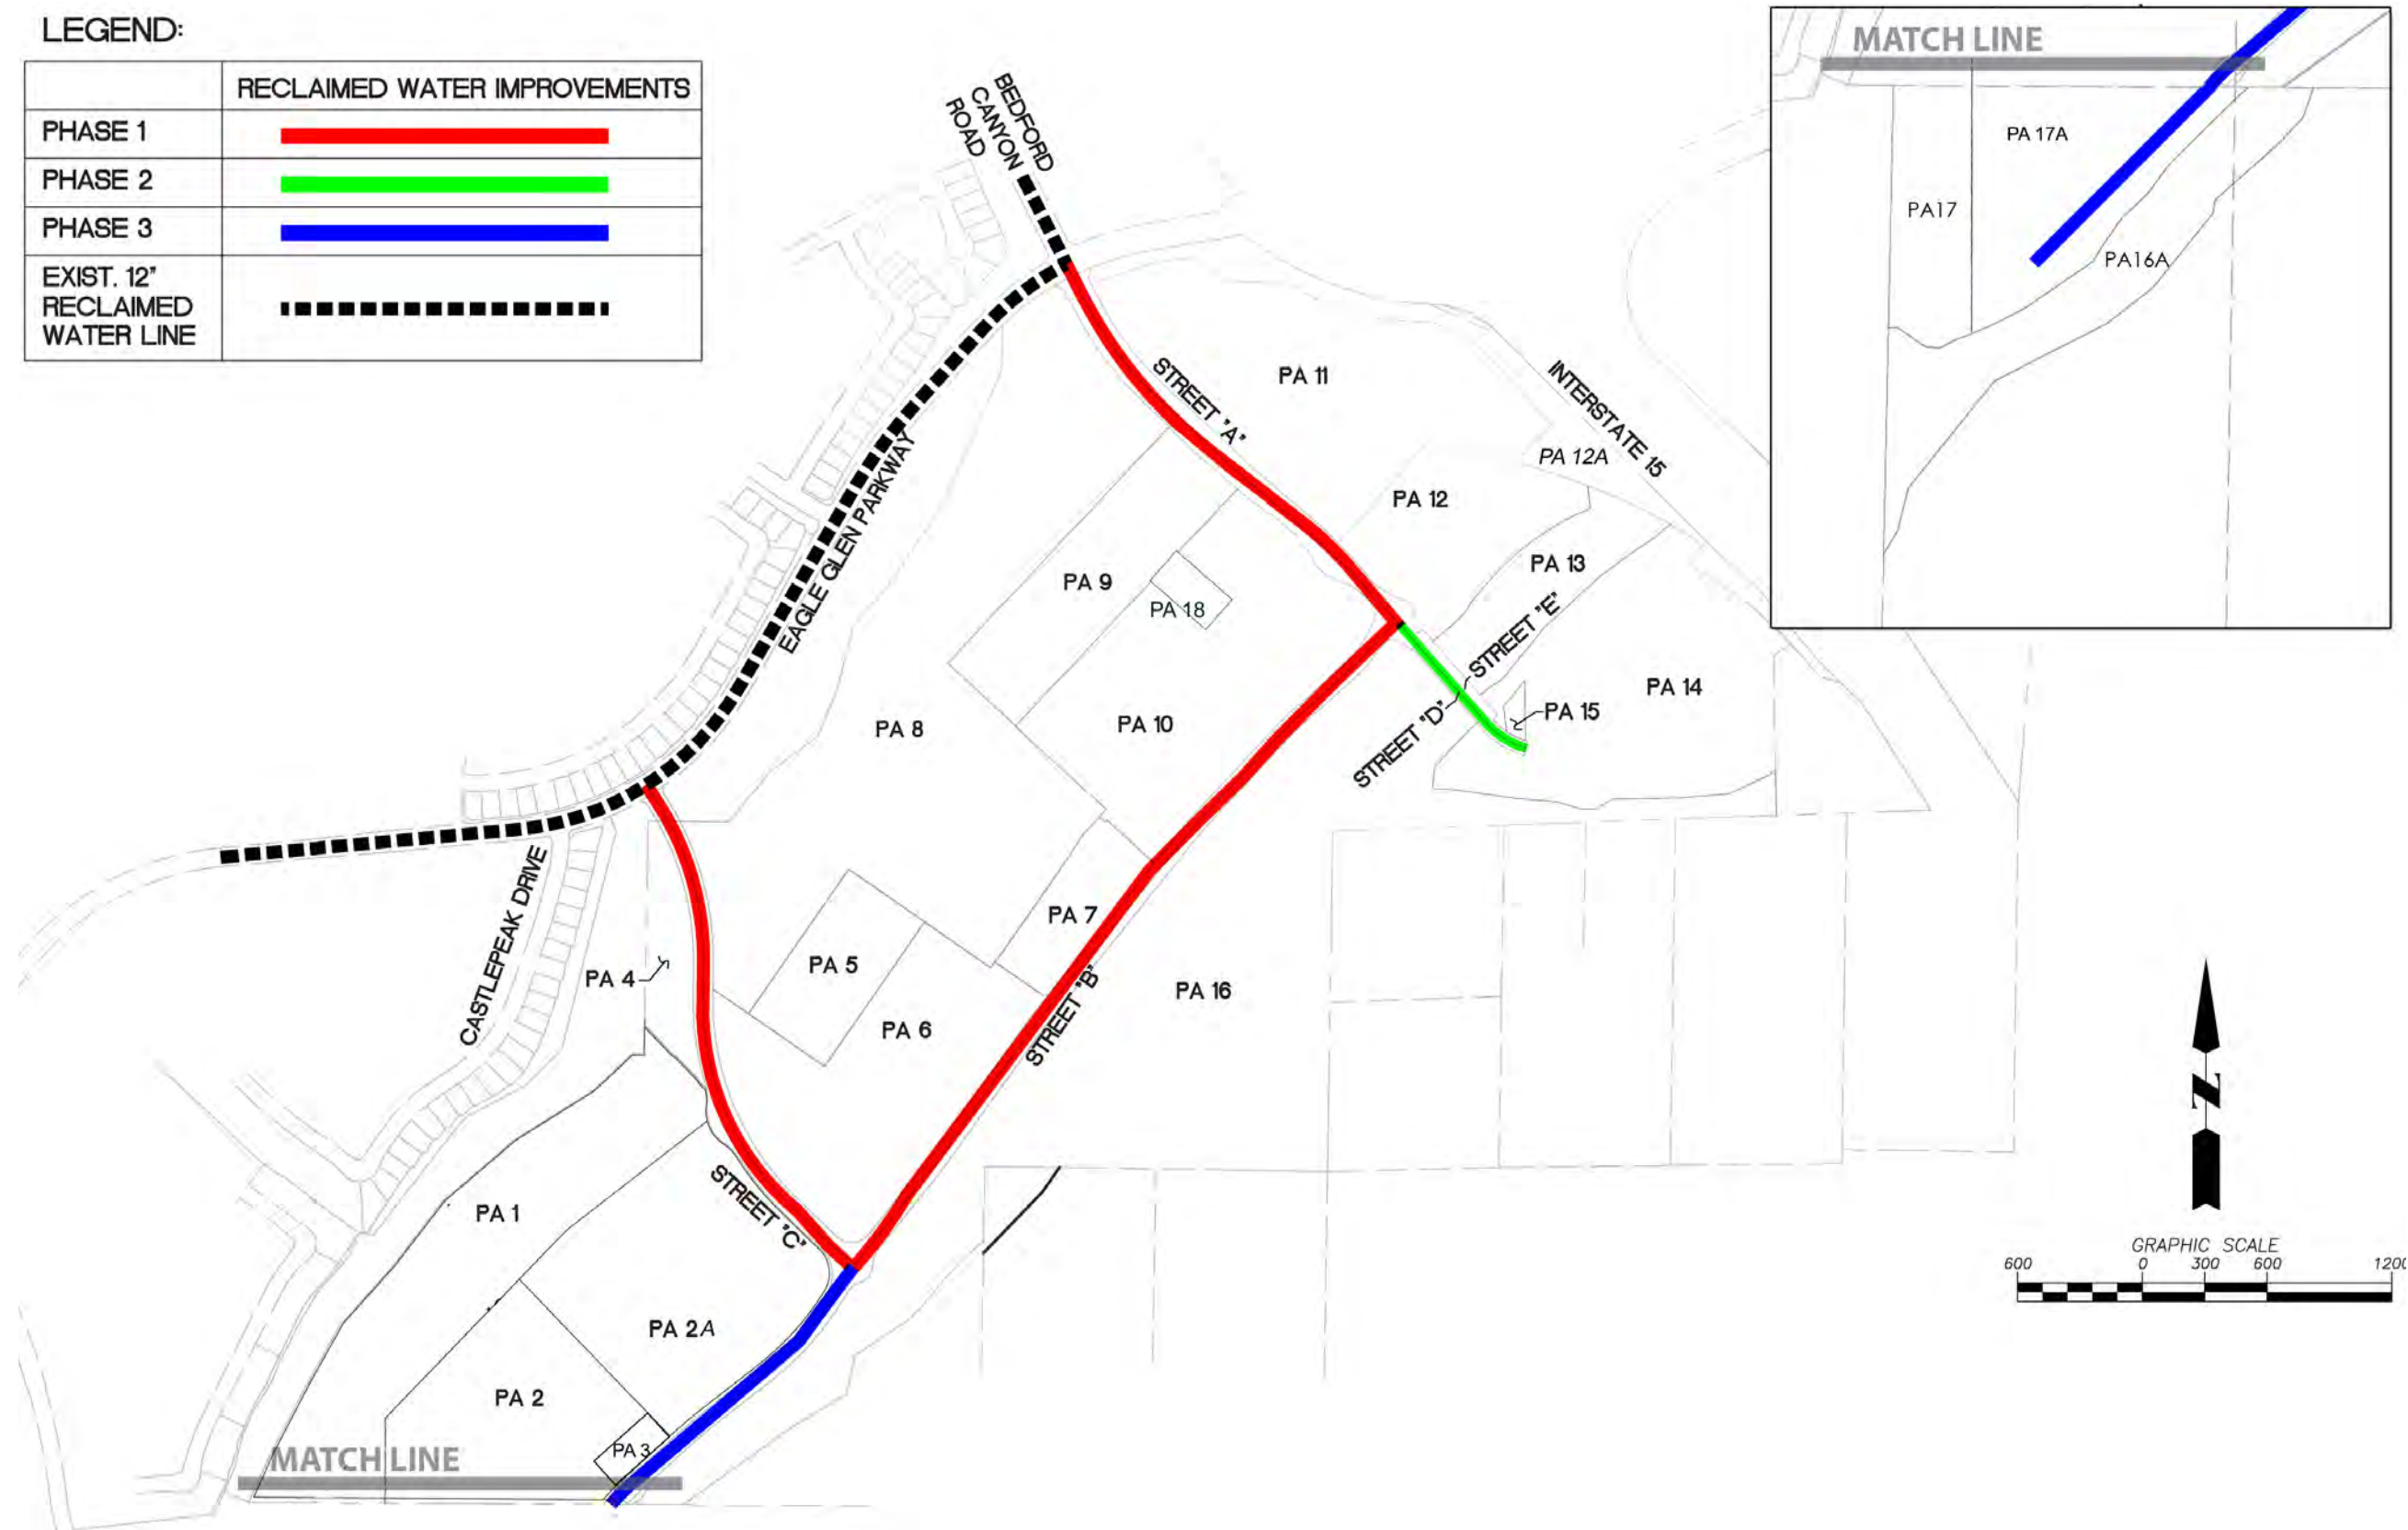 LEGEND:
RECLAIMED WATER IMPROVEMENTS
PHASE 1
PHASE 2
PHASE 3
EXIST. 12"
RECLAIMED
WATER LINE
BEDFORD
CANYON
ROAD
MATCH LINE
PA 17A
PA17
PA16A
STREET "A"
PA 11
INTERSTATE 15
PA 12A
PA 12
EAGLE GLEN PARKWAY
PA 9
PA 18
PA 13
STREET "E"
PA 14
PA 15
STREET "D"
PA 8
PA 10
CASTLEPEAK DRIVE
PA 7
PA 5
PA 4
PA 16
PA 6
STREET "B"
PA 1
STREET "C"
PA 2A
PA 2
PA 3
MATCH LINE
N
GRAPHIC SCALE
600 0 300 600 1200